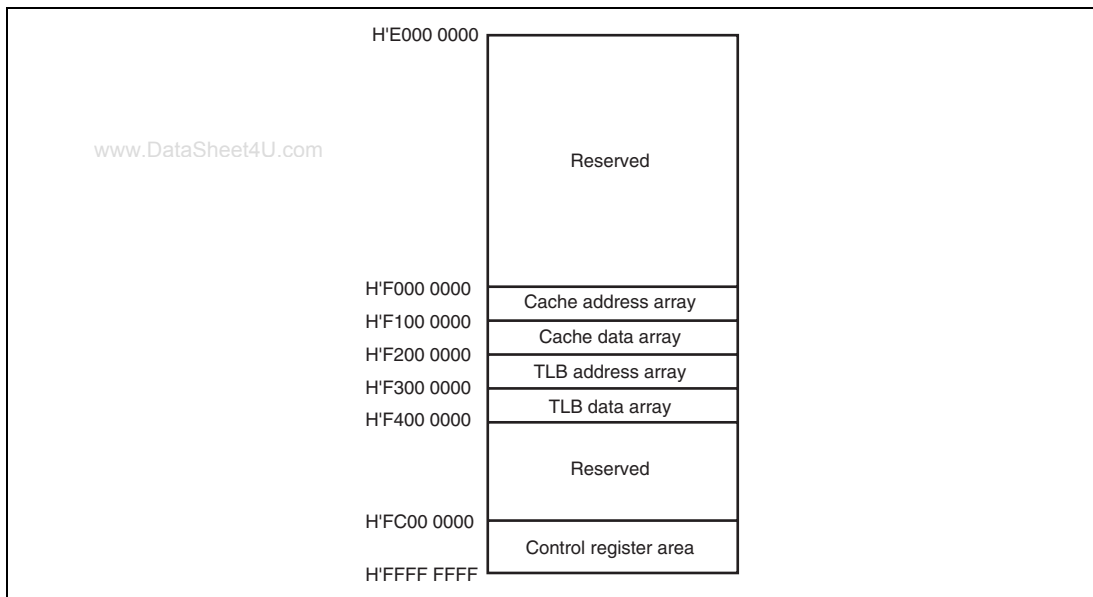 H'E000 0000
www.DataSheet4U.com
Reserved
H'F000 0000
Cache address array
H'F100 0000
Cache data array
H'F200 0000
TLB address array
H'F300 0000
TLB data array
H'F400 0000
Reserved
H'FC00 0000
Control register area
H'FFFF FFFF